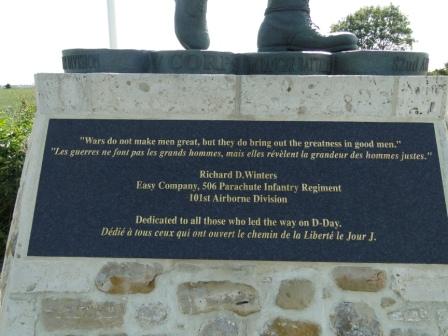 DIVISION
CORPS
MAJOR
"Wars do not make men great, but they do bring out the greatness in good men."
"Les guerres ne font pas les grands hommes, mais elles révèlent la grandeur des hommes justes."
Richard D.Winters
Easy Company, 506 Parachute Infantry Regiment
101st Airborne Division
Dedicated to all those who led the way on D-Day.
Dédié à tous ceux qui ont ouvert le chemin de la Liberté le Jour J.